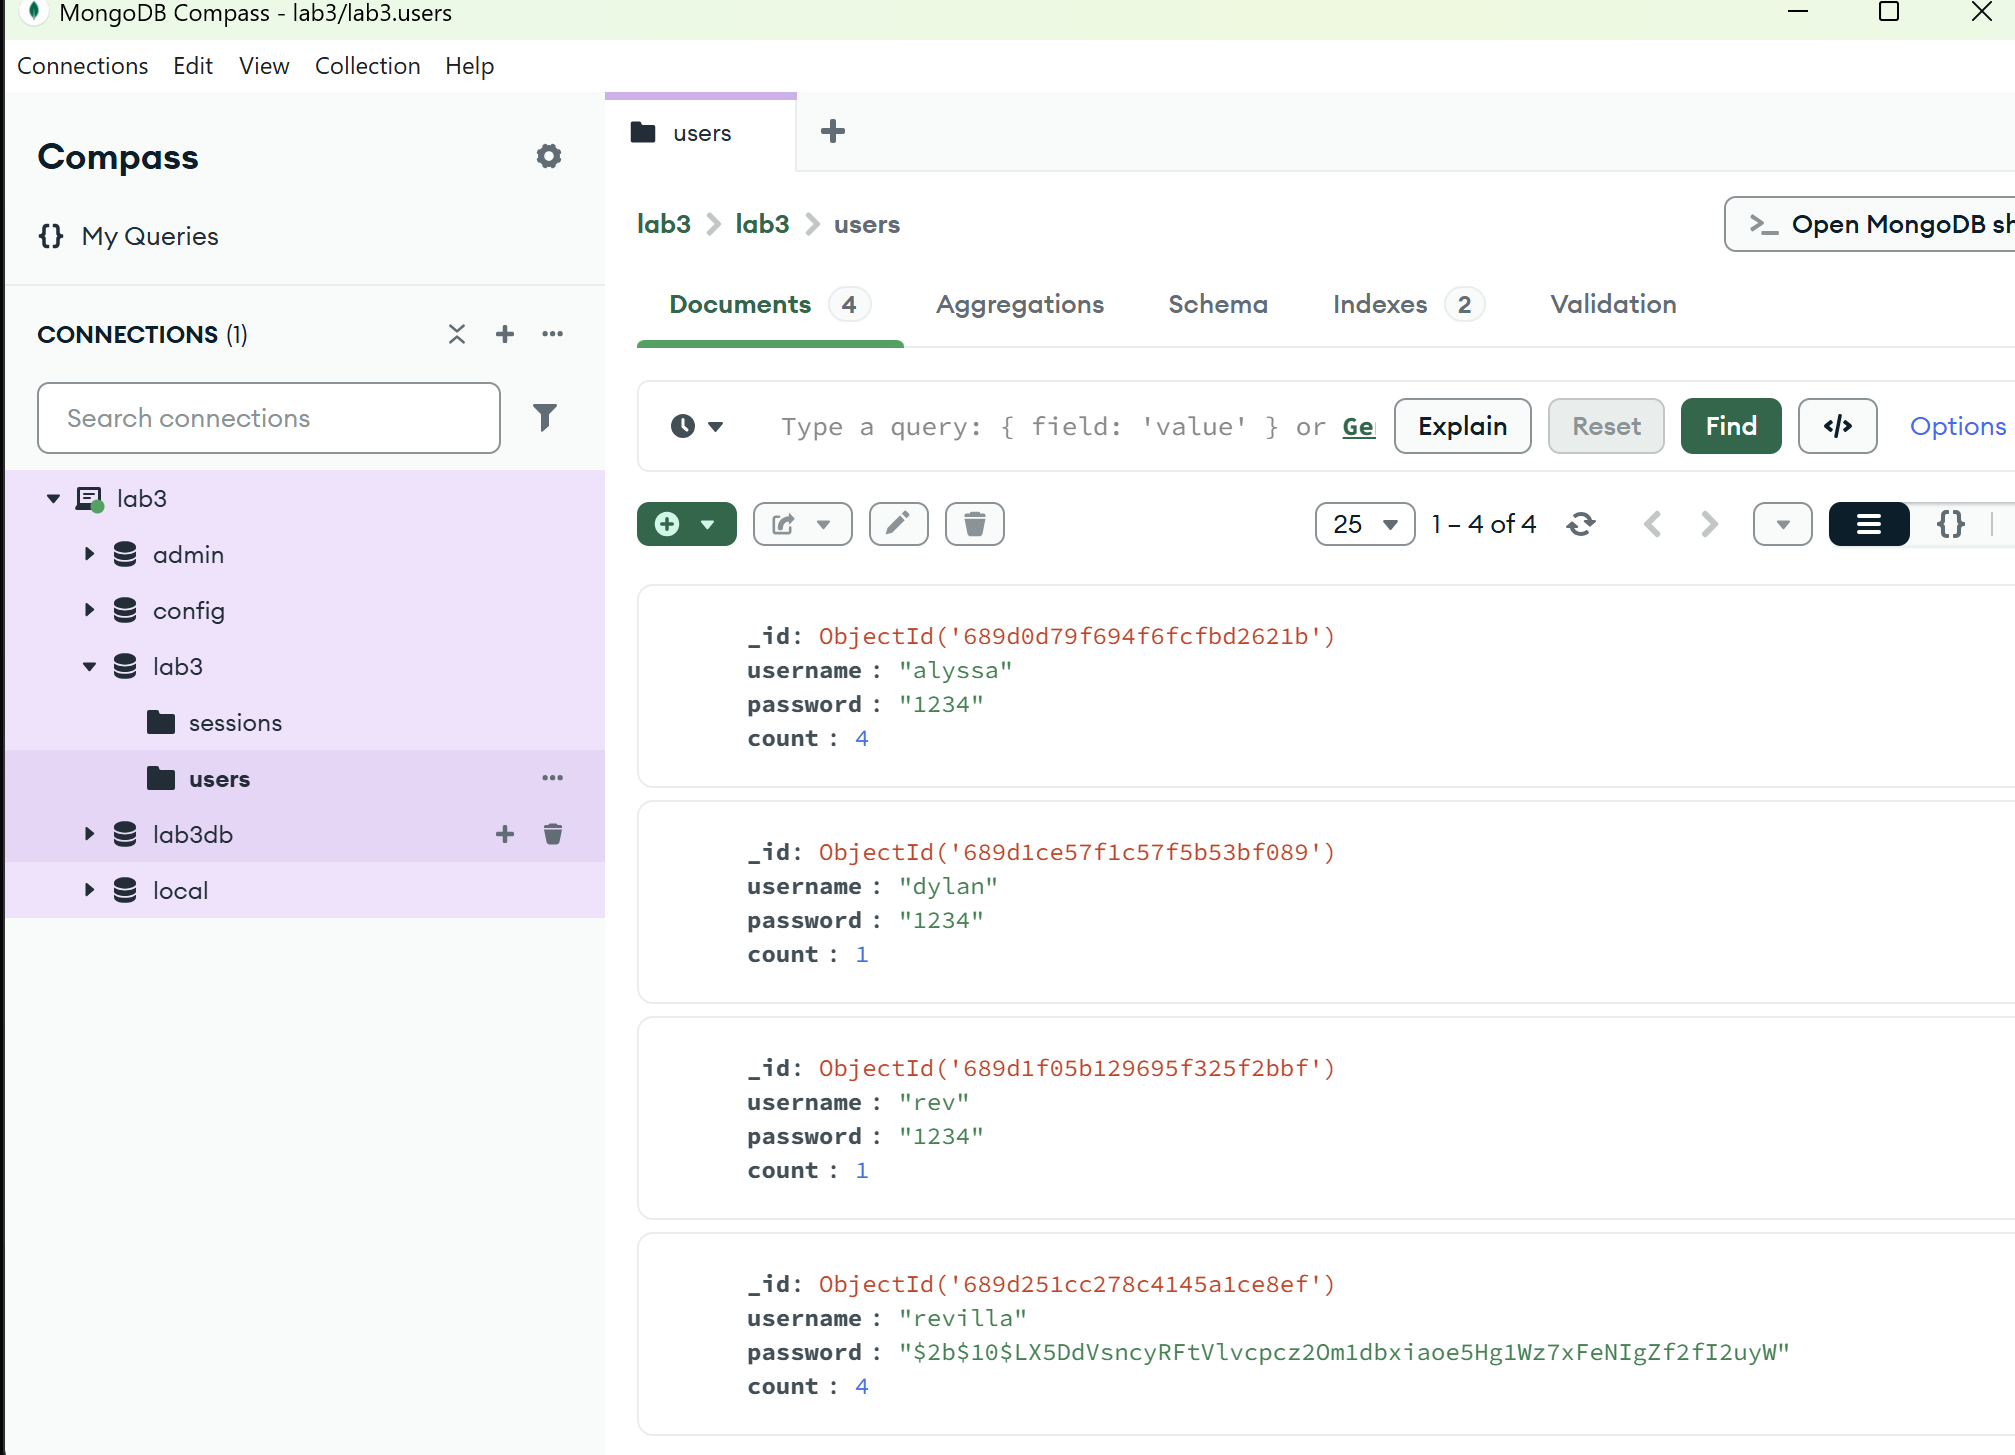 MongoDB Compass - lab3/lab3.users
Connections Edit View Collection Help
Compass
{} My Queries
CONNECTIONS (1)
Search connections
lab3
admin
config
lab3
sessions
users
lab3db
local
users
lab3 > lab3 > users
>_ Open MongoDB sh
Documents 4 Aggregations Schema Indexes 2 Validation
Type a query: { field: 'value' } or Ge
Explain Reset Find </> Options
25 1 – 4 of 4 {}
_id: ObjectId('689d0d79f694f6fcfbd2621b')
username : "alyssa"
password : "1234"
count : 4
_id: ObjectId('689d1ce57f1c57f5b53bf089')
username : "dylan"
password : "1234"
count : 1
_id: ObjectId('689d1f05b129695f325f2bbf')
username : "rev"
password : "1234"
count : 1
_id: ObjectId('689d251cc278c4145a1ce8ef')
username : "revilla"
password : "$2b$10$LX5DdVsncyRFtVlvcpcz2Om1dbxiaoe5Hg1Wz7xFeNIgZf2fI2uyW"
count : 4